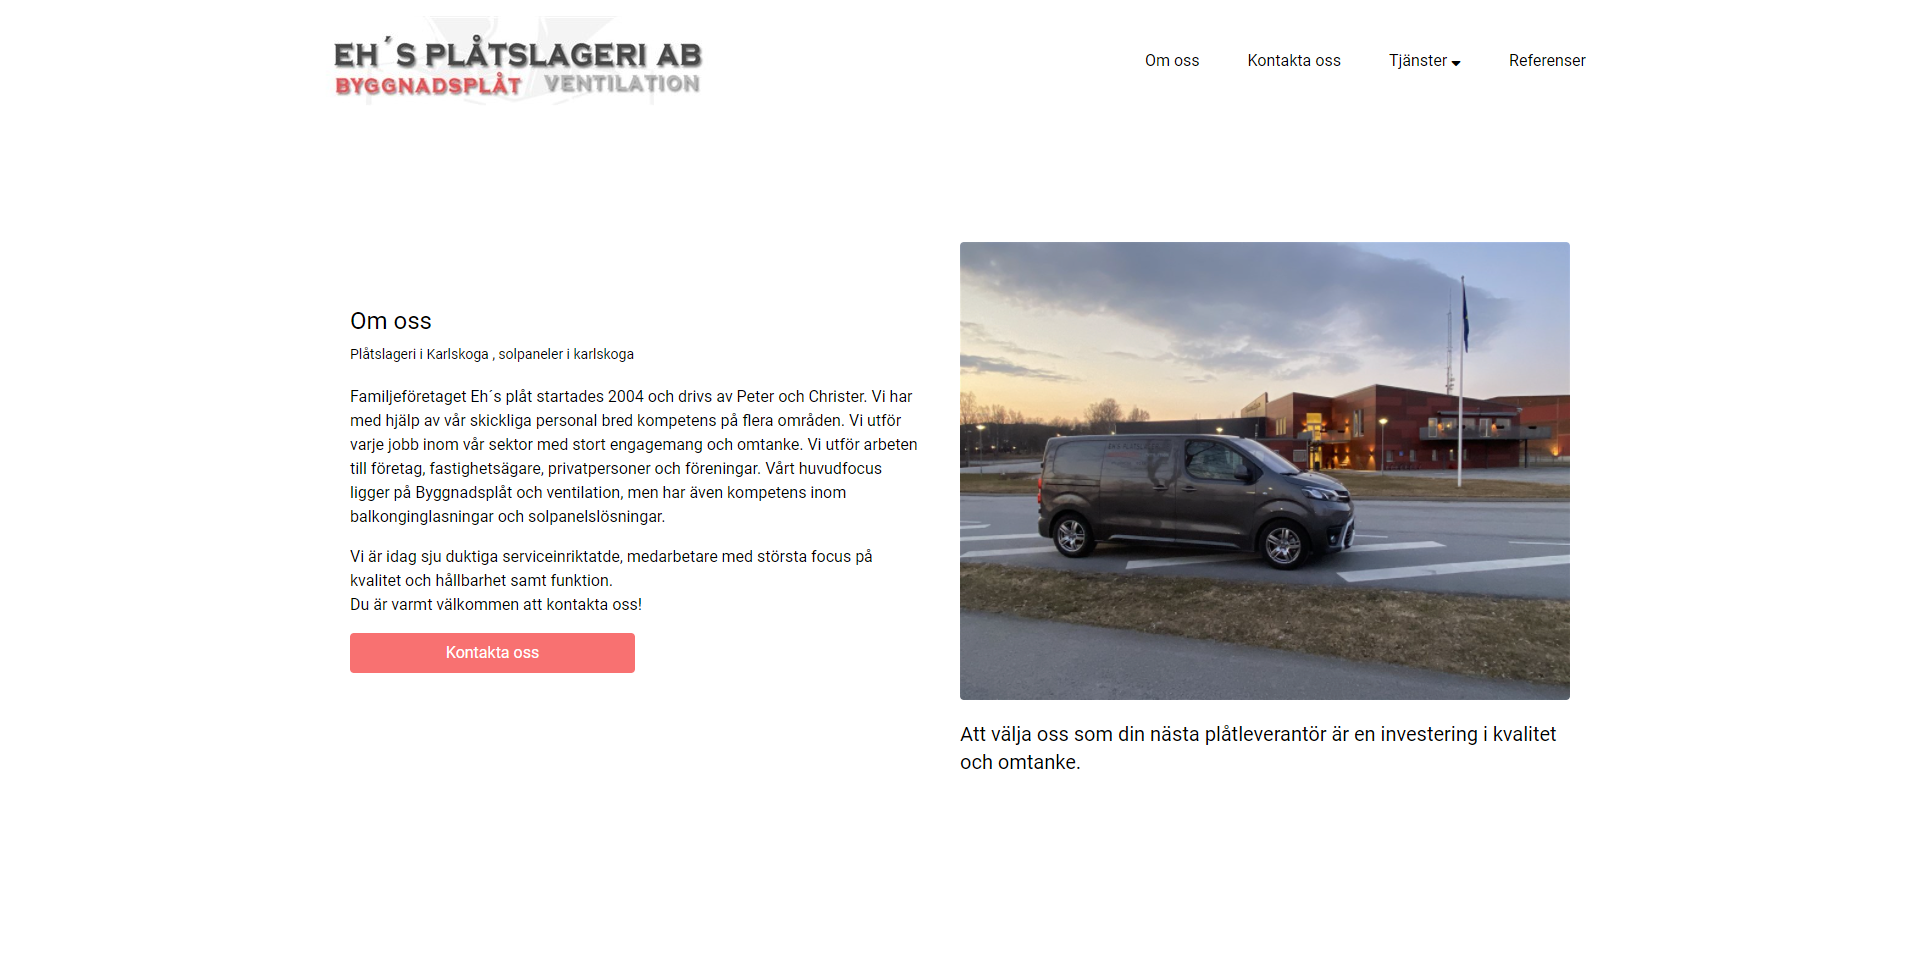 EH´S PLÅTSLAGERI AB
BYGGNADSPLÅT VENTILATION
Om oss
Kontakta oss
Tjänster
Referenser
Om oss
Plåtslageri i Karlskoga , solpaneler i karlskoga
Familjeföretaget Eh´s plåt startades 2004 och drivs av Peter och Christer. Vi har
med hjälp av vår skickliga personal bred kompetens på flera områden. Vi utför
varje jobb inom vår sektor med stort engagemang och omtanke. Vi utför arbeten
till företag, fastighetsägare, privatpersoner och föreningar. Vårt huvudfocus
ligger på Byggnadsplåt och ventilation, men har även kompetens inom
balkonginglasningar och solpanelslösningar.
Vi är idag sju duktiga serviceinriktatde, medarbetare med största focus på
kvalitet och hållbarhet samt funktion.
Du är varmt välkommen att kontakta oss!
Kontakta oss
Att välja oss som din nästa plåtleverantör är en investering i kvalitet
och omtanke.